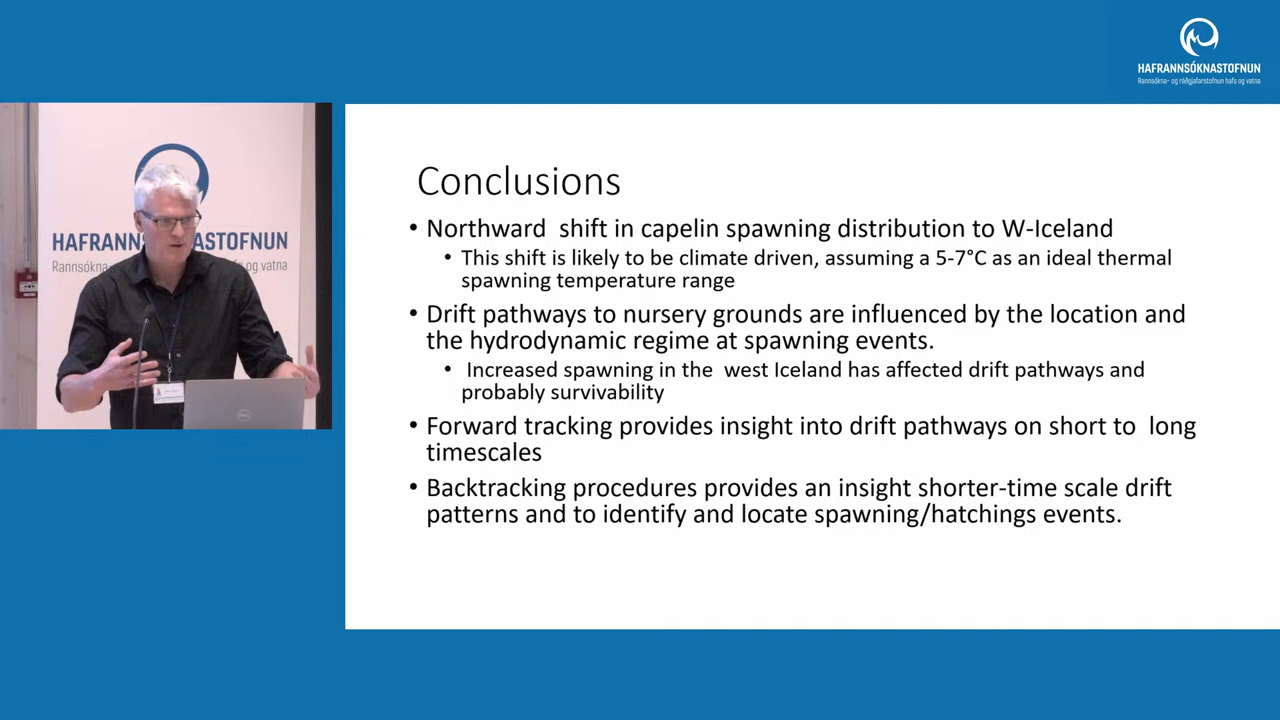 HAFRANNSÓKNASTOFNUN
Rannsókna- og ráðgjafarstofnun hafs og vatna
HAFRANNSÓKNASTOFNUN
Rannsókna- og vatna
Conclusions
• Northward shift in capelin spawning distribution to W-Iceland
• This shift is likely to be climate driven, assuming a 5-7°C as an ideal thermal
spawning temperature range
• Drift pathways to nursery grounds are influenced by the location and
the hydrodynamic regime at spawning events.
• Increased spawning in the west Iceland has affected drift pathways and
probably survivability
• Forward tracking provides insight into drift pathways on short to long
timescales
• Backtracking procedures provides an insight shorter-time scale drift
patterns and to identify and locate spawning/hatchings events.
DELL